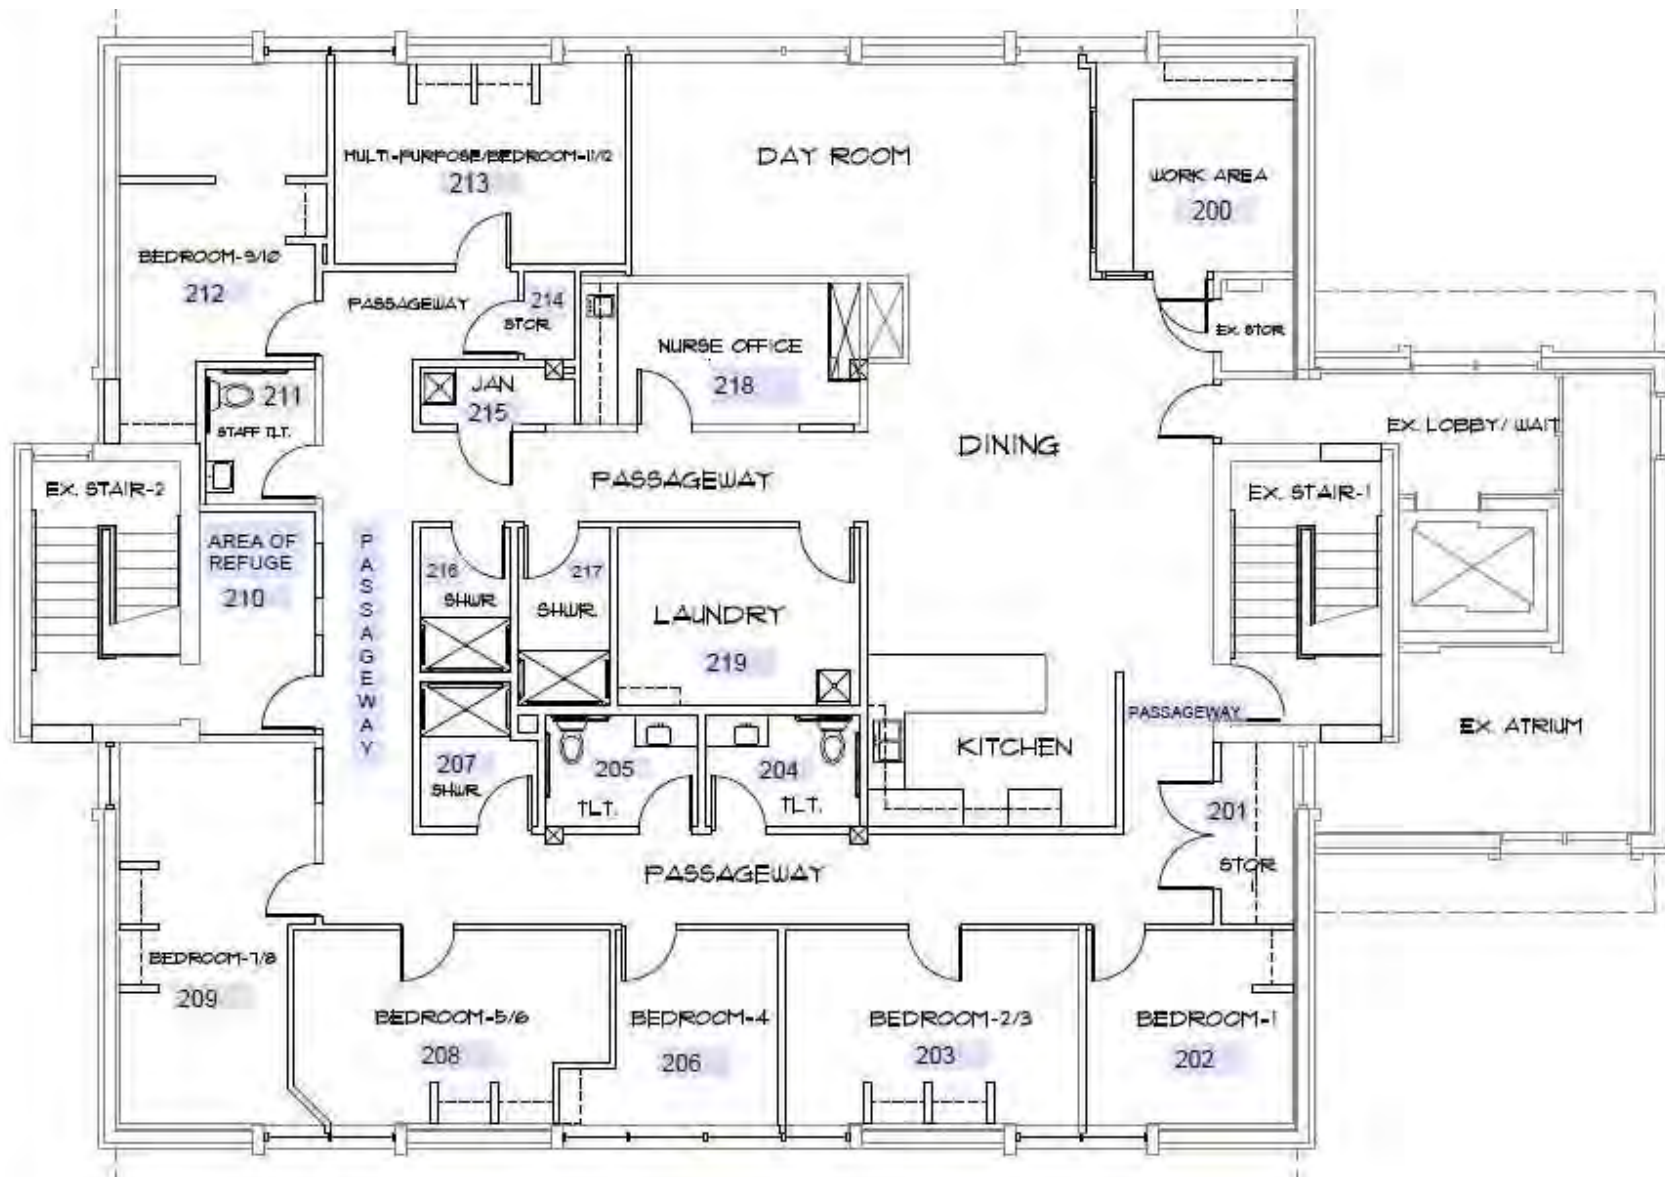 MULTI-PURPOSE/BEDROOM-11/12
213
DAY ROOM
WORK AREA
200
BEDROOM-9/10
212
PASSAGEWAY
214
STOR
EX. STOR
NURSE OFFICE
218
JAN
215
211
STAFF TLT.
EX. LOBBY/ WAIT
DINING
PASSAGEWAY
EX. STAIR-2
EX. STAIR-1
AREA OF
REFUGE
210
PASSAGEWAY
216
SHWR
217
SHWR
LAUNDRY
219
PASSAGEWAY
EX. ATRIUM
KITCHEN
207
SHWR
205
TLT.
204
TLT.
201
STOR
PASSAGEWAY
BEDROOM-7/8
209
BEDROOM-5/6
208
BEDROOM-4
206
BEDROOM-2/3
203
BEDROOM-1
202